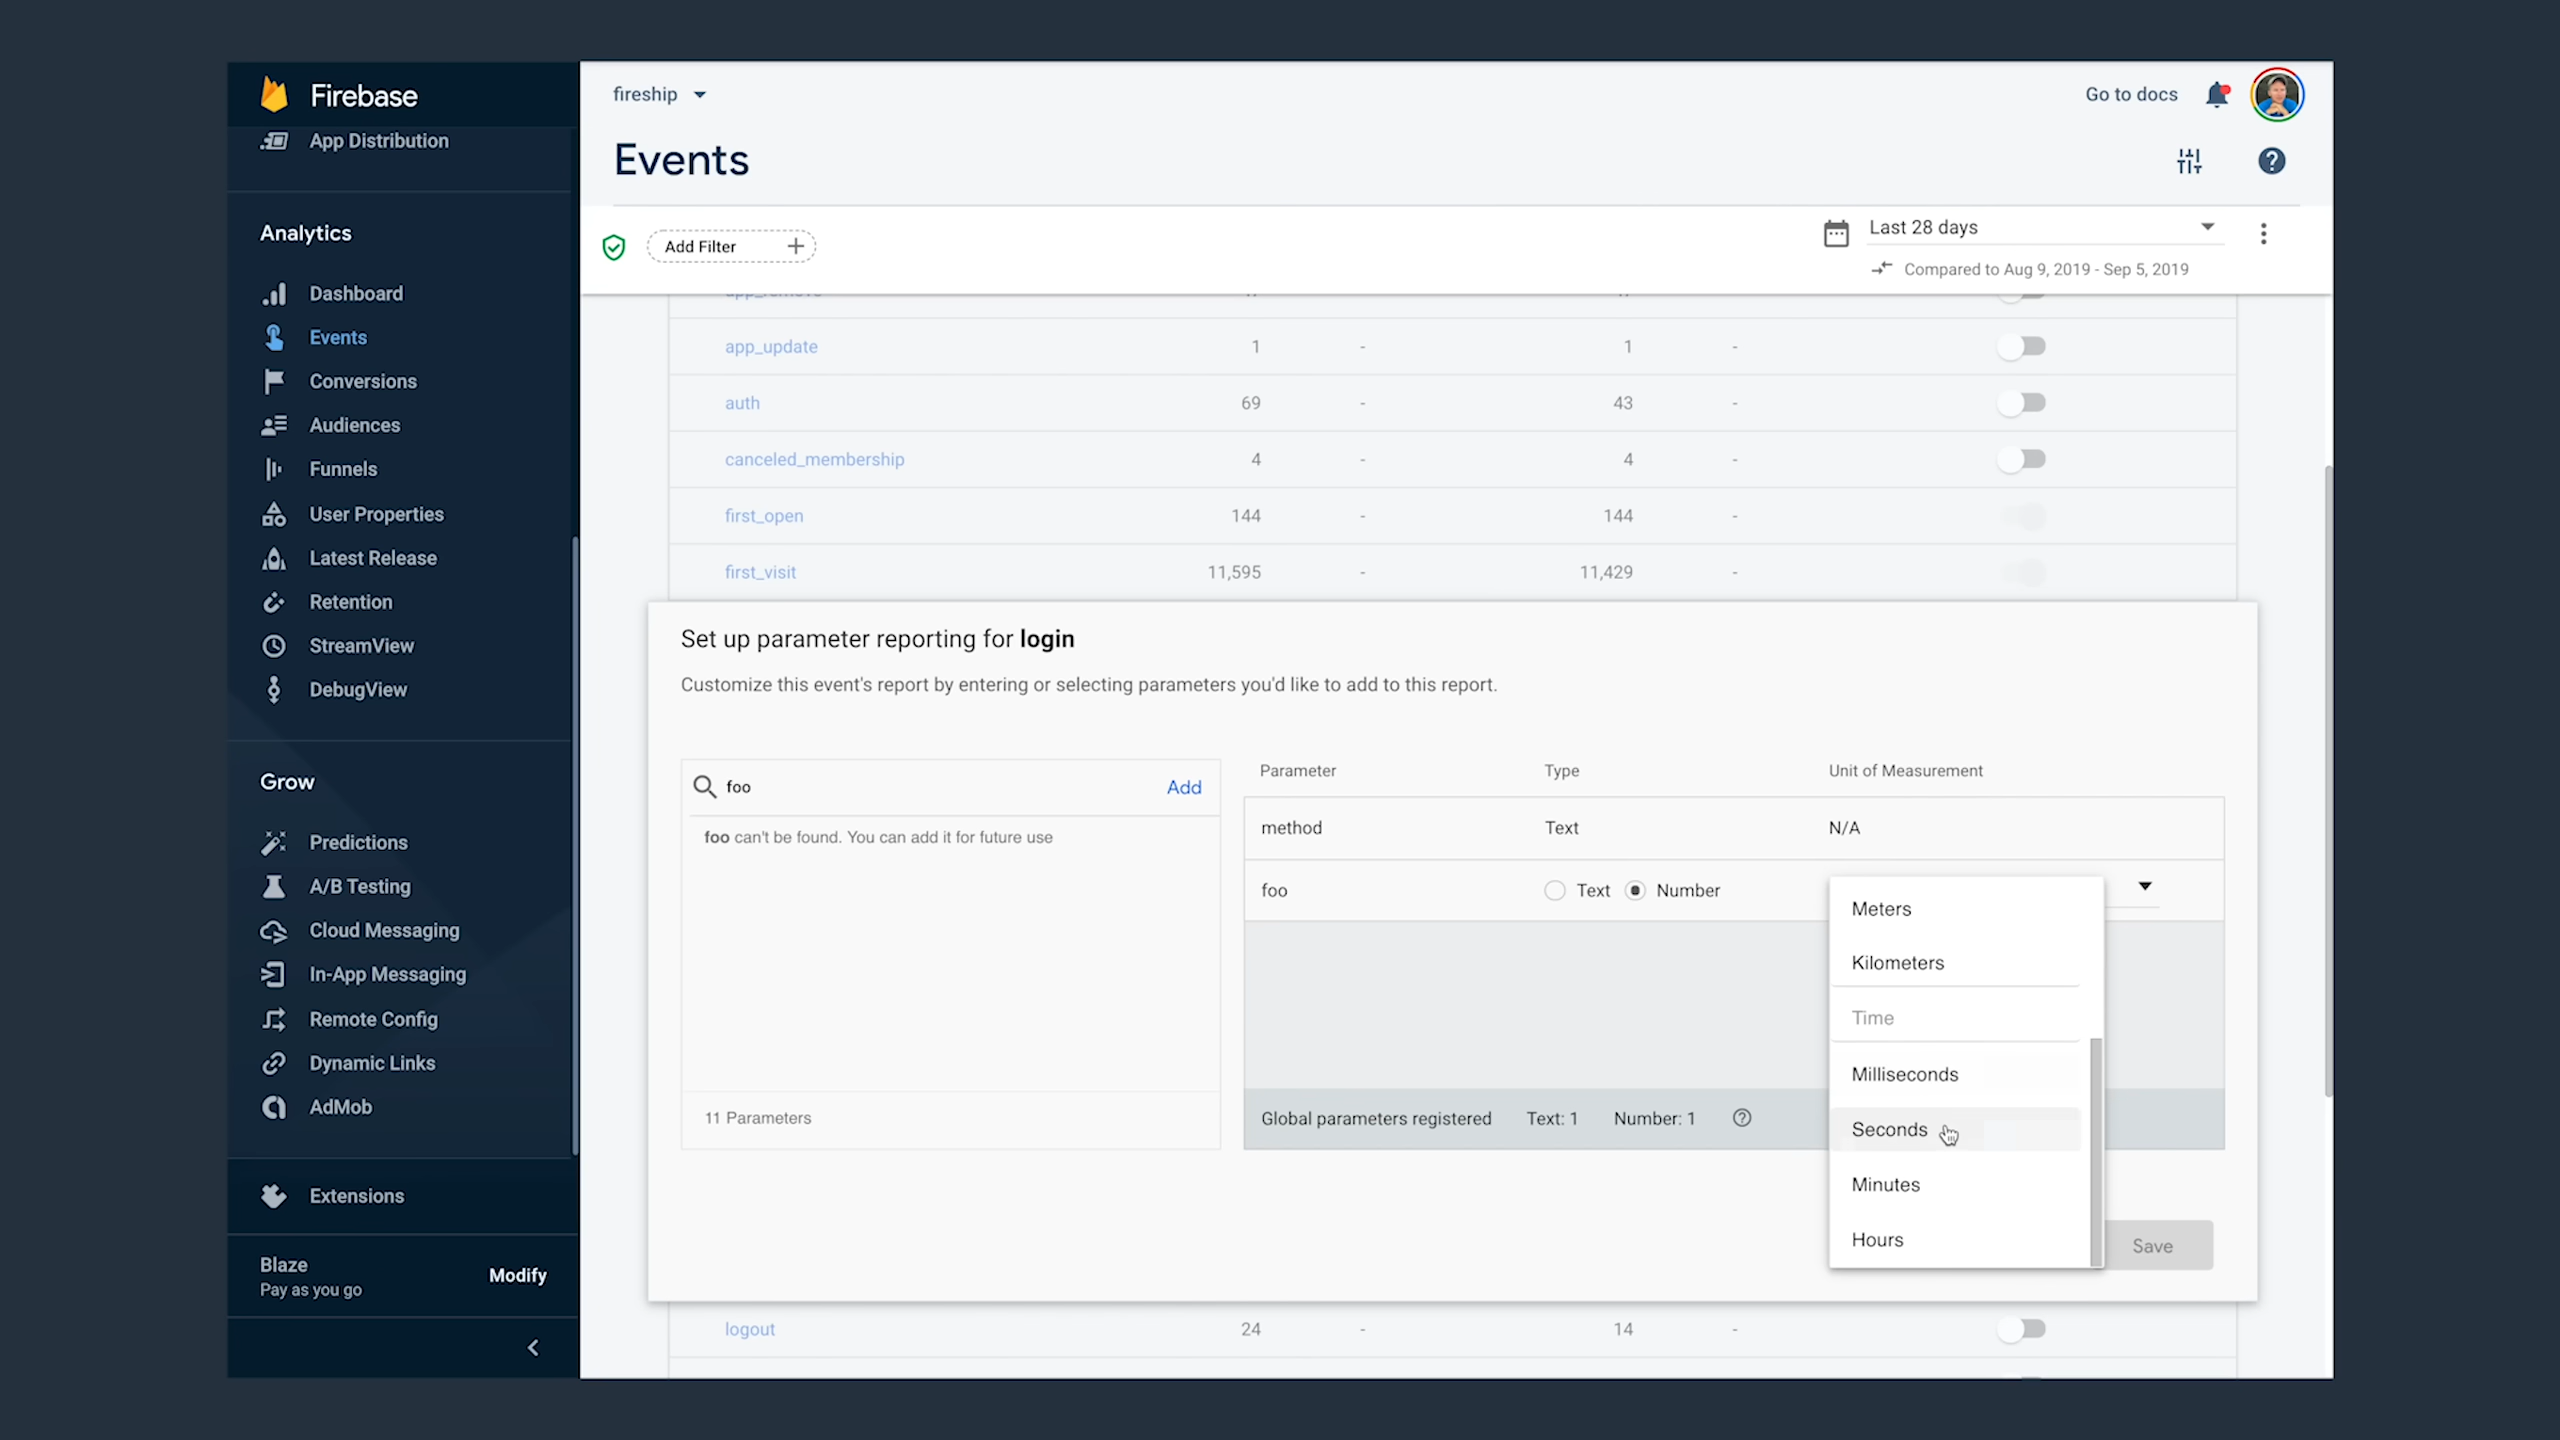 Firebase
App Distribution
Analytics
Dashboard
Events
Conversions
Audiences
Funnels
User Properties
Latest Release
Retention
StreamView
DebugView
Grow
Predictions
A/B Testing
Cloud Messaging
In-App Messaging
Remote Config
Dynamic Links
AdMob
Extensions
Blaze
Pay as you go
Modify
fireship
Go to docs
Events
Add Filter
Last 28 days
Compared to Aug 9, 2019 - Sep 5, 2019
app_update 1 - 1 -
auth 69 - 43 -
canceled_membership 4 - 4 -
first_open 144 - 144 -
first_visit 11,595 - 11,429 -
Set up parameter reporting for login
Customize this event's report by entering or selecting parameters you'd like to add to this report.
foo Add
foo can't be found. You can add it for future use
11 Parameters
Parameter Type Unit of Measurement
method Text N/A
foo Text Number
Meters
Kilometers
Time
Milliseconds
Seconds
Minutes
Hours
Global parameters registered Text: 1 Number: 1
Save
logout 24 - 14 -